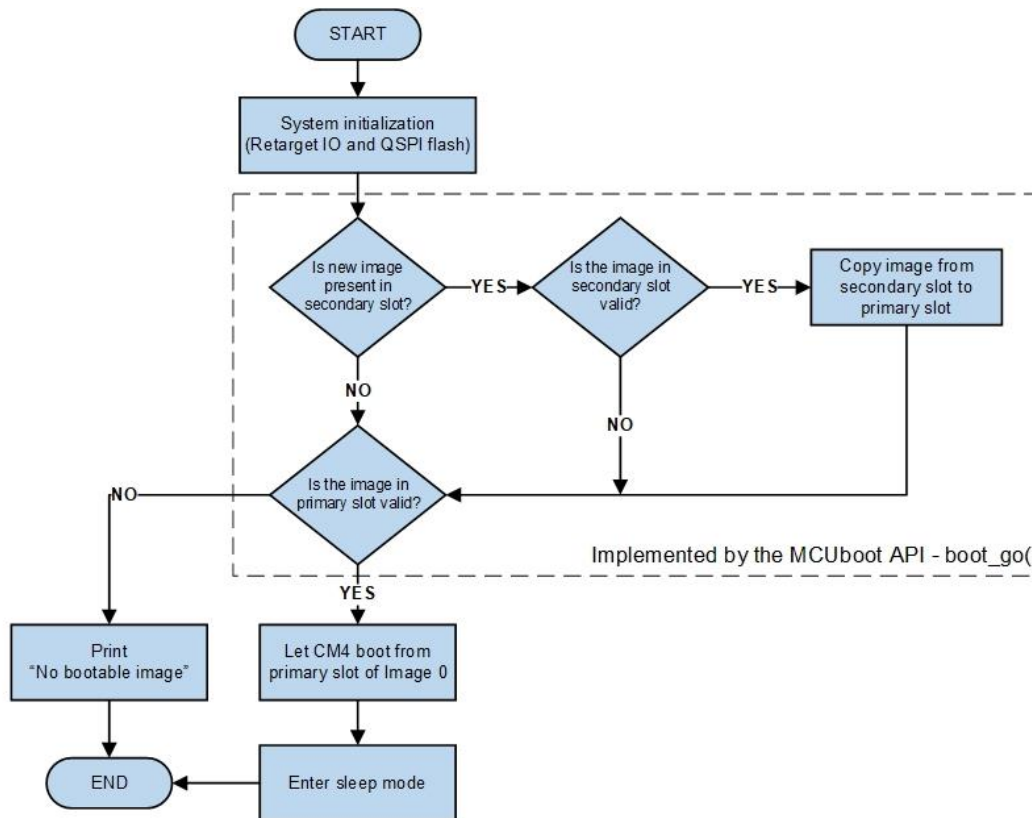 START
System initialization
(Retarget IO and QSPI flash)
Is new image
present in
secondary slot?
YES
Is the image in
secondary slot
valid?
YES
Copy image from
secondary slot to
primary slot
NO
NO
Is the image in
primary slot valid?
NO
Implemented by the MCUboot API - boot_go(
YES
Print
“No bootable image”
Let CM4 boot from
primary slot of Image 0
END
Enter sleep mode